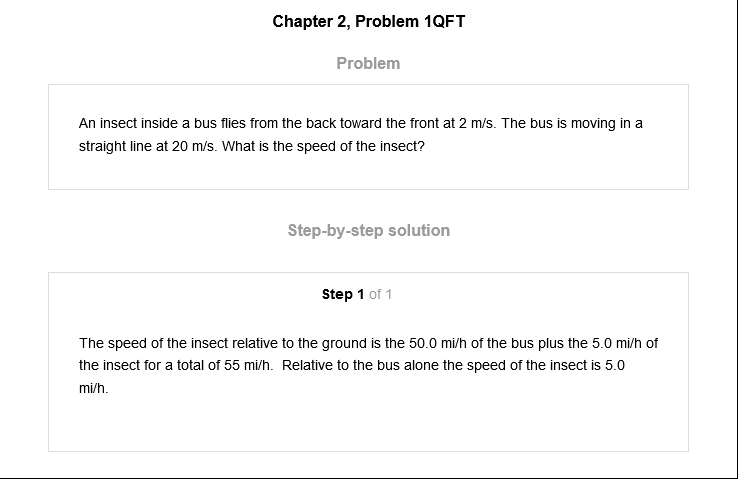 Chapter 2, Problem 1QFT
Problem
An insect inside a bus flies from the back toward the front at 2 m/s. The bus is moving in a
straight line at 20 m/s. What is the speed of the insect?
Step-by-step solution
Step 1 of 1
The speed of the insect relative to the ground is the 50.0 mi/h of the bus plus the 5.0 mi/h of
the insect for a total of 55 mi/h.  Relative to the bus alone the speed of the insect is 5.0
mi/h.